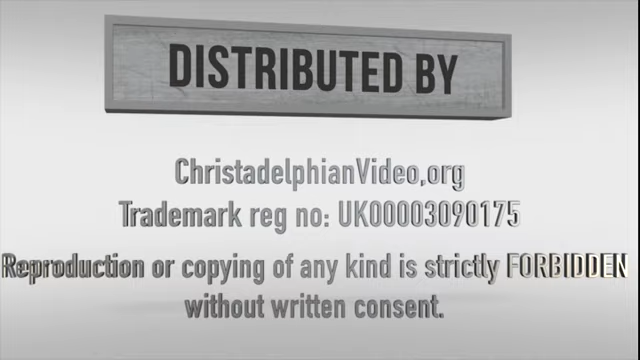 DISTRIBUTED BY
ChristadelphianVideo.org
Trademark reg no: UK00003090175
Reproduction or copying of any kind is strictly FORBIDDEN
without written consent.